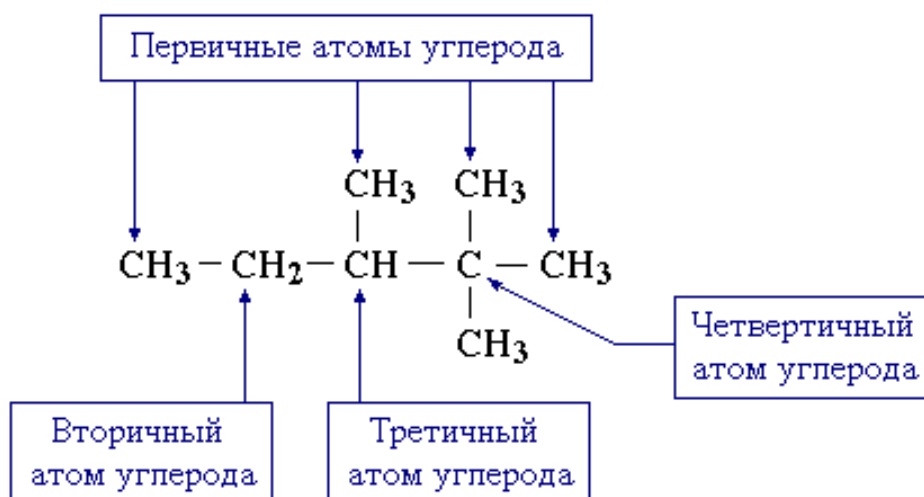 Первичные атомы углерода
CH3 CH3
CH3–CH2–CH–C–CH3
CH3
Четвертичный
атом углерода
Вторичный
атом углерода
Третичный
атом углерода